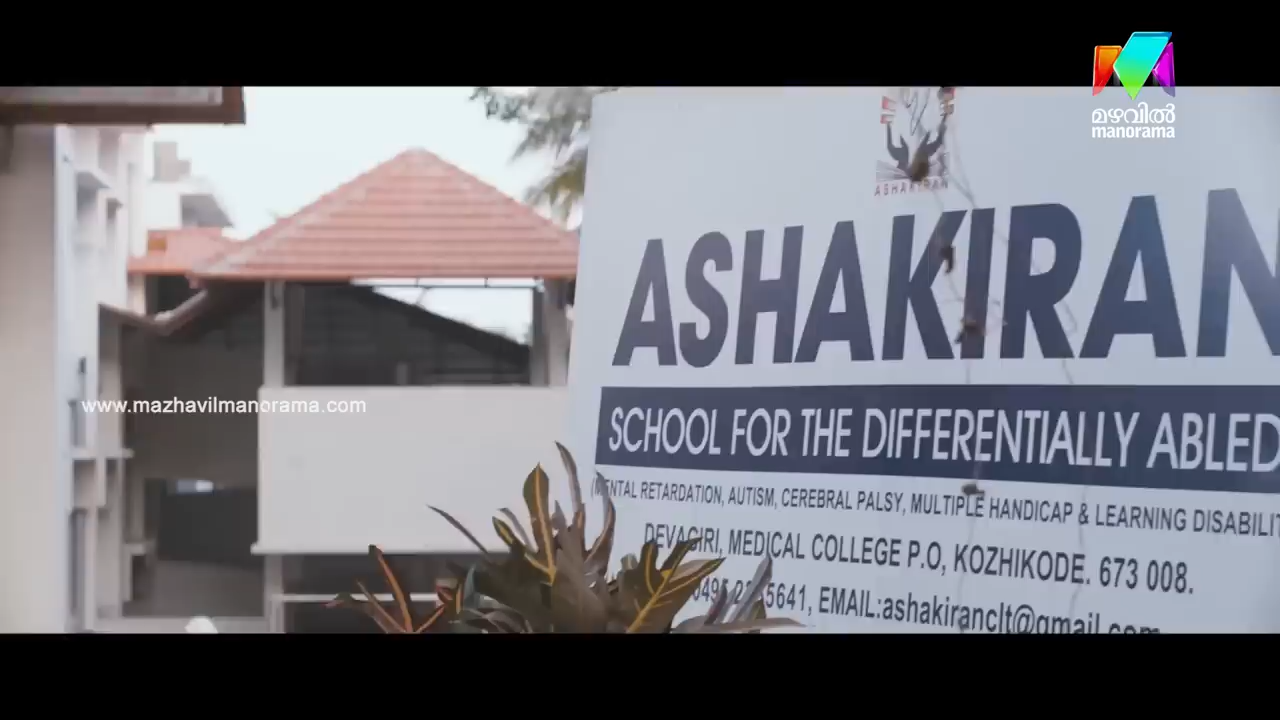 മഴവിൽ
manorama
ASHAKIRAN
ASHAKIRAN
www.mazhavilmanorama.com
SCHOOL FOR THE DIFFERENTIALLY ABLED
(MENTAL RETARDATION, AUTISM, CEREBRAL PALSY, MULTIPLE HANDICAP & LEARNING DISABILIT
DEVAGIRI, MEDICAL COLLEGE P.O, KOZHIKODE. 673 008.
5641, EMAIL:ashakiranclt@gmail.com